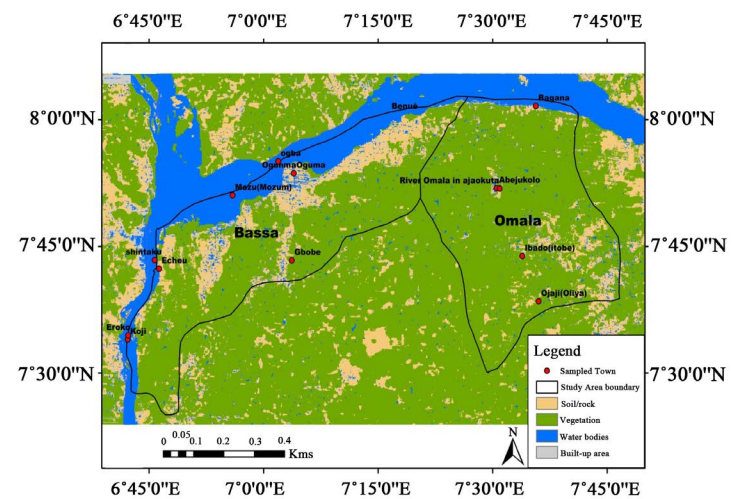 6°45'0"E 7°0'0"E 7°15'0"E 7°30'0"E 7°45'0"E
8°0'0"N 8°0'0"N
7°45'0"N 7°45'0"N
7°30'0"N 7°30'0"N
Benue
Bagana
ogba
OgunmaOguma
Mozu(Mozum)
River Omala in ajaokuta Abejukolo
Omala
Bassa
shintaku
Echeu
Gbobe
Ibado(itobe)
Ojaji(Oliya)
Eroko
Koji
Legend
Sampled Town
Study Area boundary
Soil/rock
Vegetation
Water bodies
Built-up area
N
0 0.05 0.1 0.2 0.3 0.4
Kms
6°45'0"E 7°0'0"E 7°15'0"E 7°30'0"E 7°45'0"E